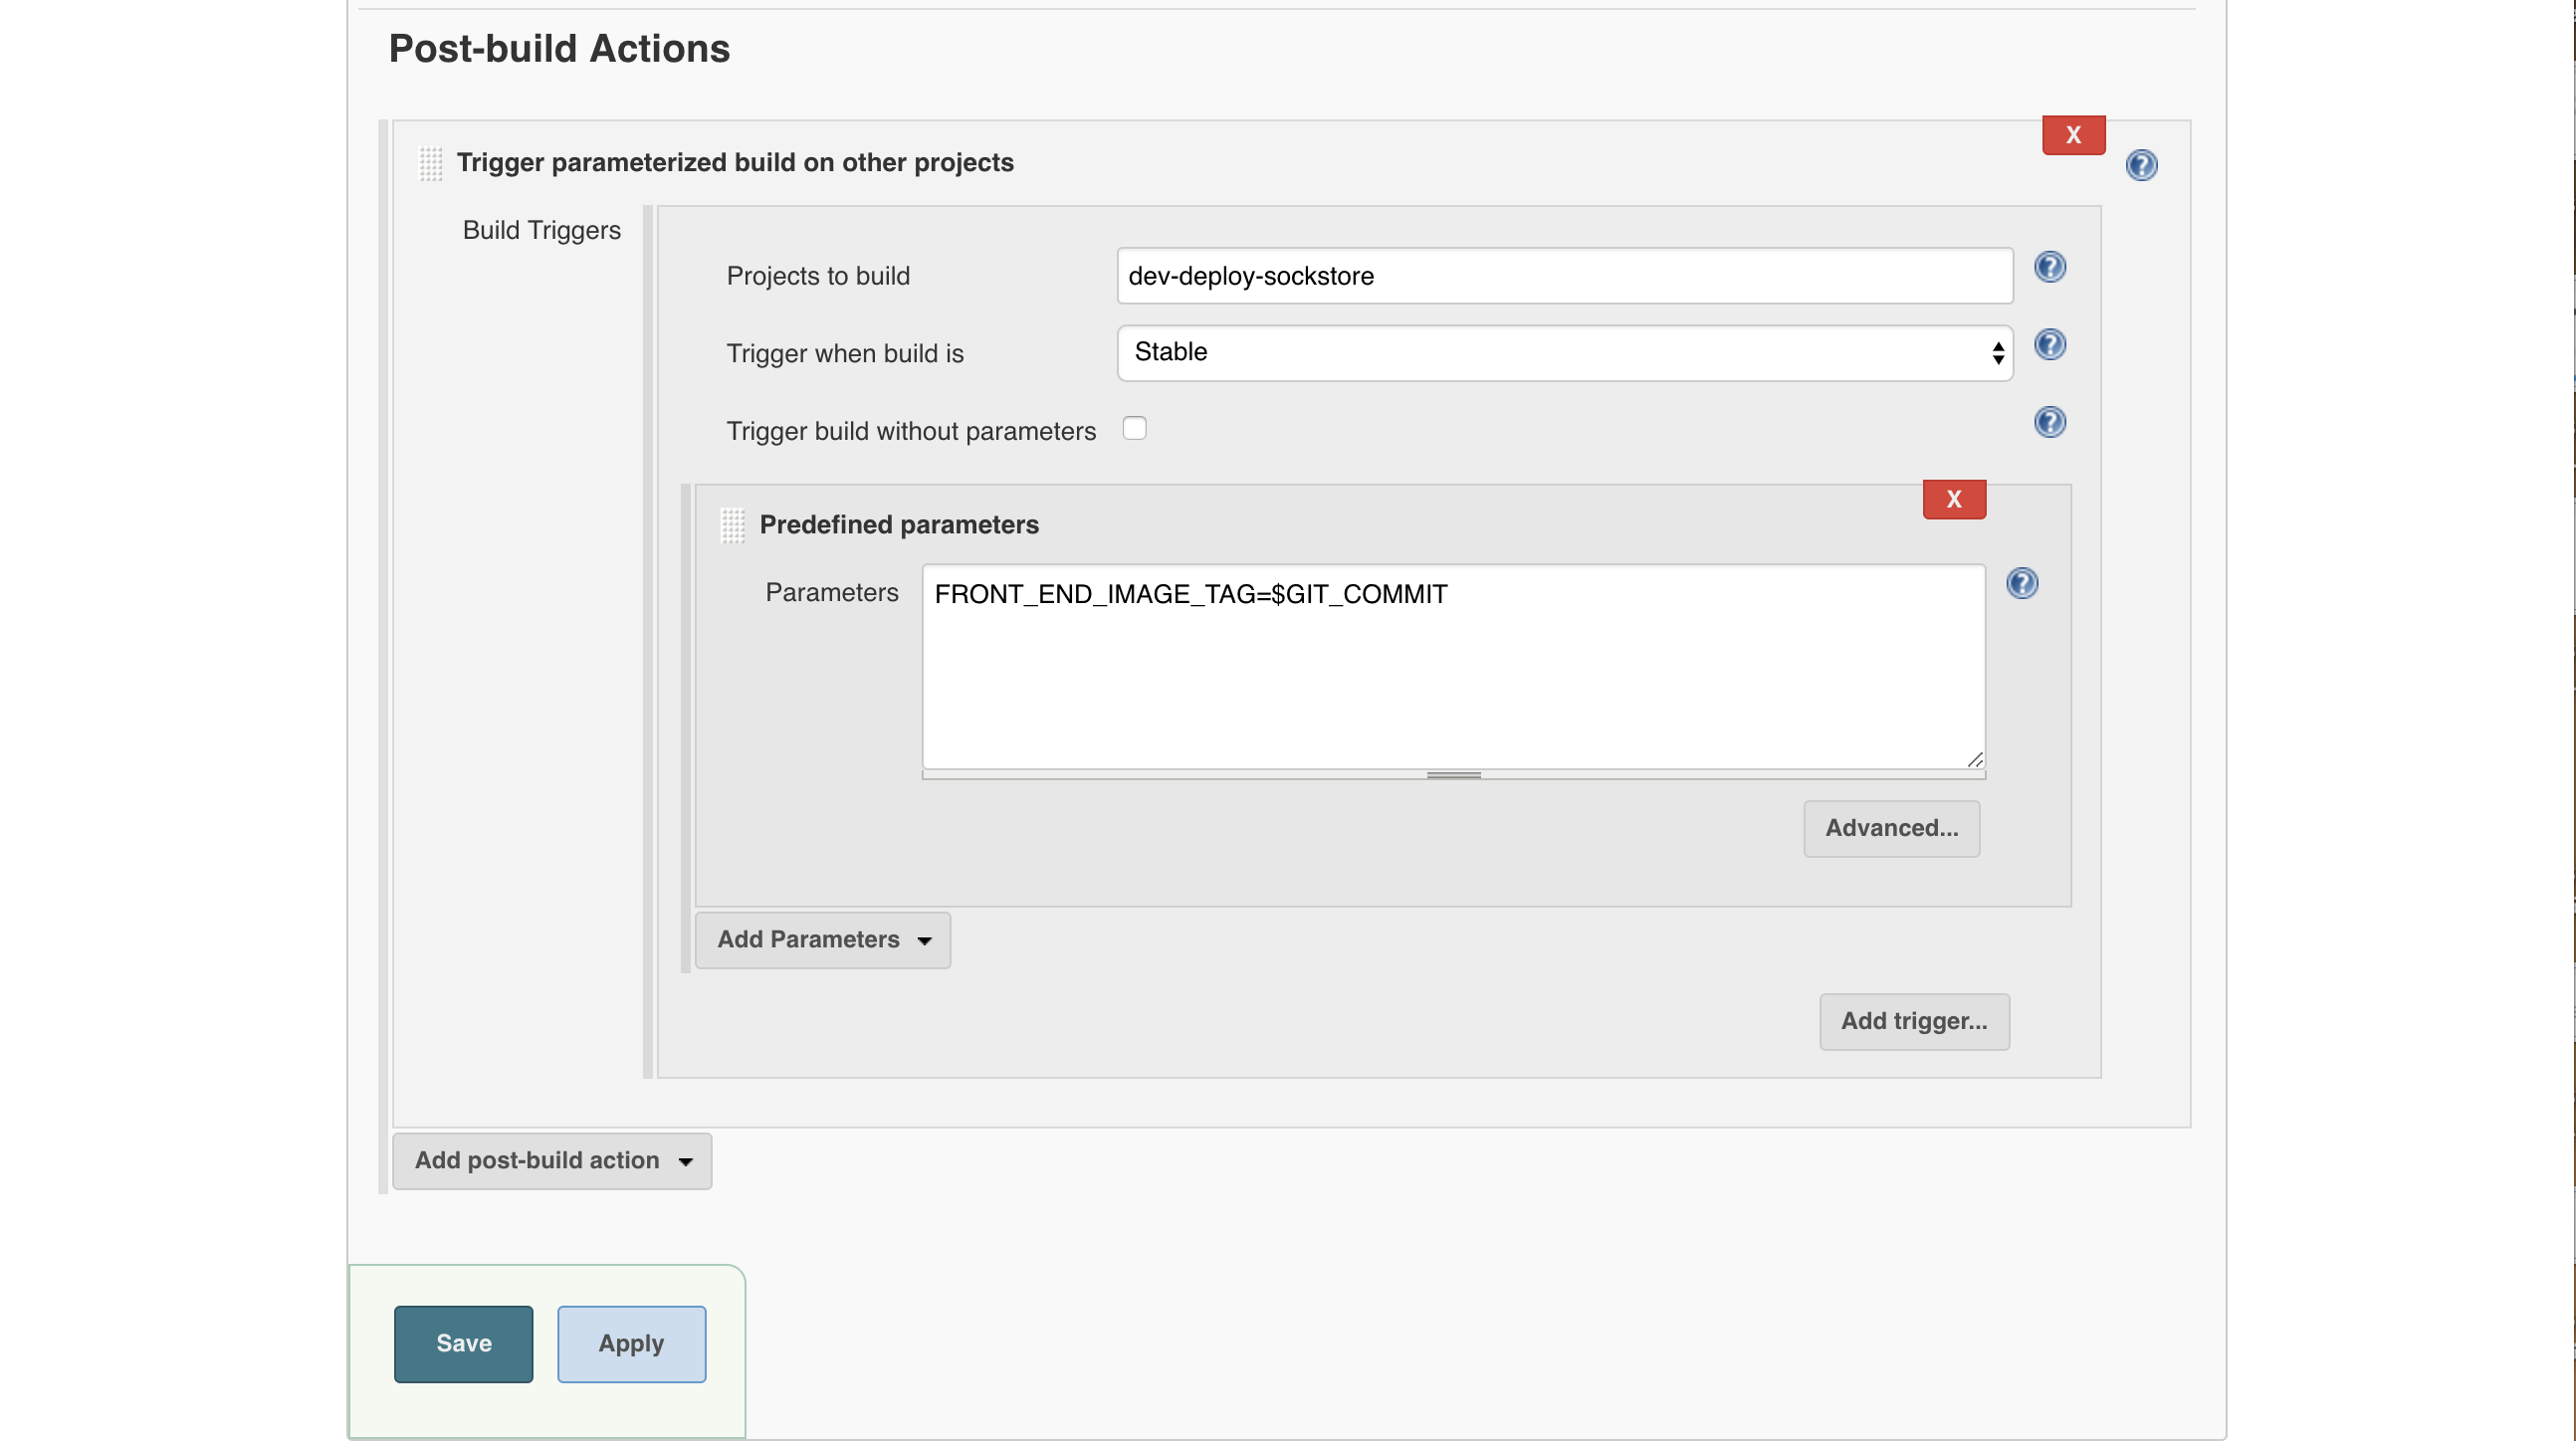 Post-build Actions
X
Trigger parameterized build on other projects
?
Build Triggers
Projects to build
dev-deploy-sockstore
?
Trigger when build is
Stable
?
Trigger build without parameters
?
X
Predefined parameters
Parameters
FRONT_END_IMAGE_TAG=$GIT_COMMIT
?
Advanced...
Add Parameters
Add trigger...
Add post-build action
Save
Apply